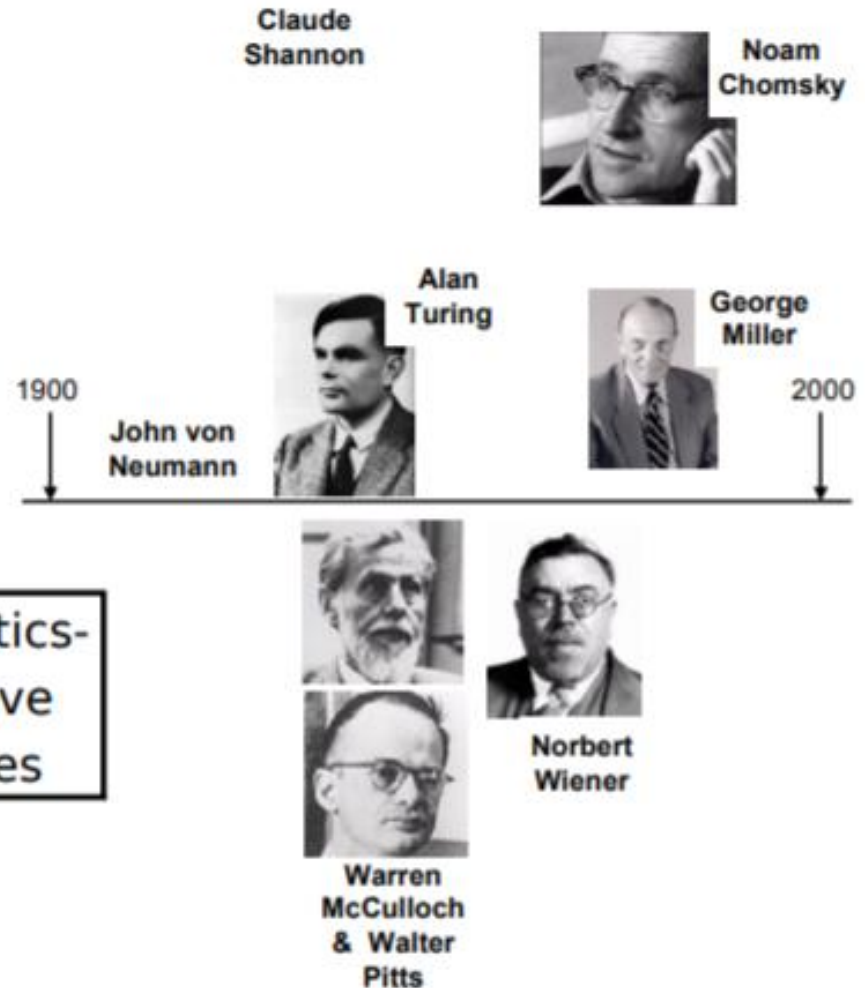 Claude
Shannon
Noam
Chomsky
Alan
Turing
George
Miller
1900
2000
John von
Neumann
tics-
ve
es
Norbert
Wiener
Warren
McCulloch
& Walter
Pitts